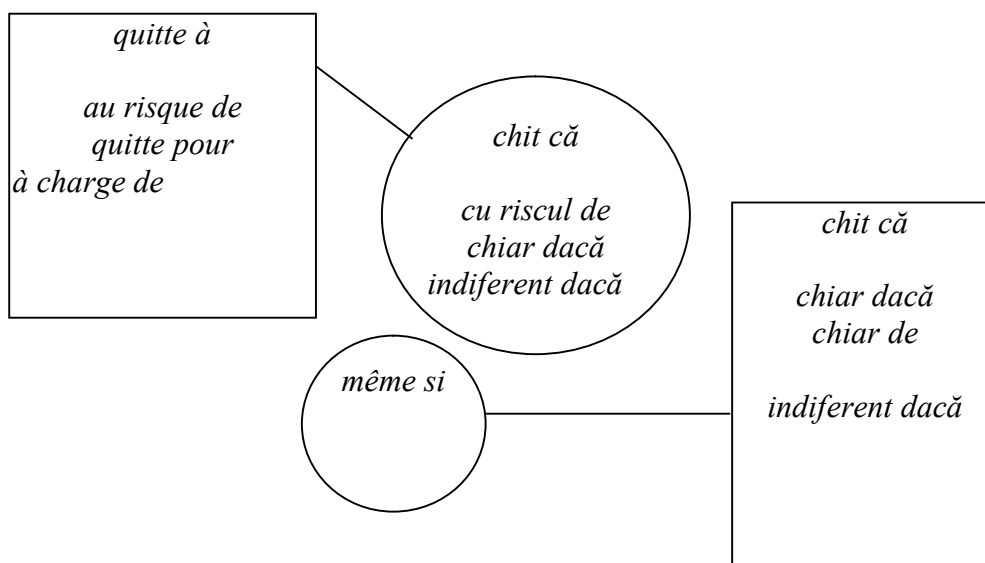 quitte à
au risque de
quitte pour
à charge de
chit că
cu riscul de
chiar dacă
indiferent dacă
même si
chit că
chiar dacă
chiar de
indiferent dacă